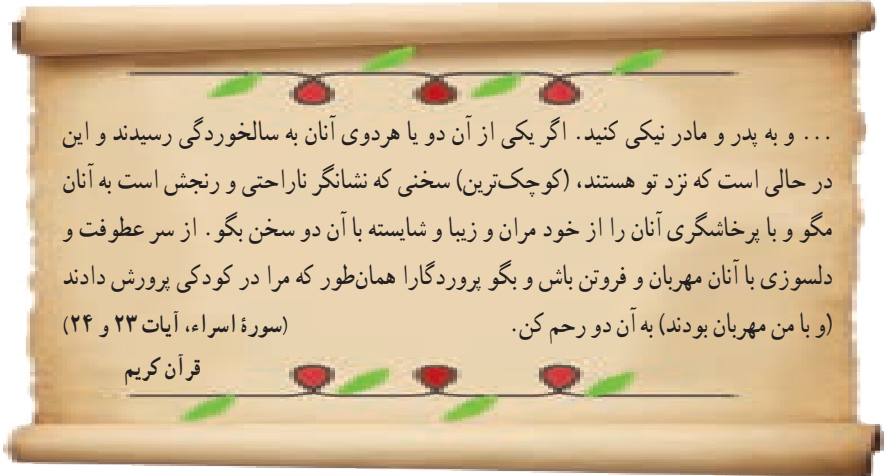 ... و به پدر و مادر نیکی کنید. اگر یکی از آن دو یا هردوی آنان به سالخوردگی رسیدند و این
در حالی است که نزد تو هستند، (کوچک‌ترین) سخنی که نشانگر ناراحتی و رنجش است به آنان
مگو و با پرخاشگری آنان را از خود مران و زیبا و شایسته با آن دو سخن بگو. از سر عطوفت و
دلسوزی با آنان مهربان و فروتن باش و بگو پروردگارا همان‌طور که مرا در کودکی پرورش دادند
(و با من مهربان بودند) به آن دو رحم کن. (سورهٔ اسراء، آیات ۲۳ و ۲۴)
قرآن کریم